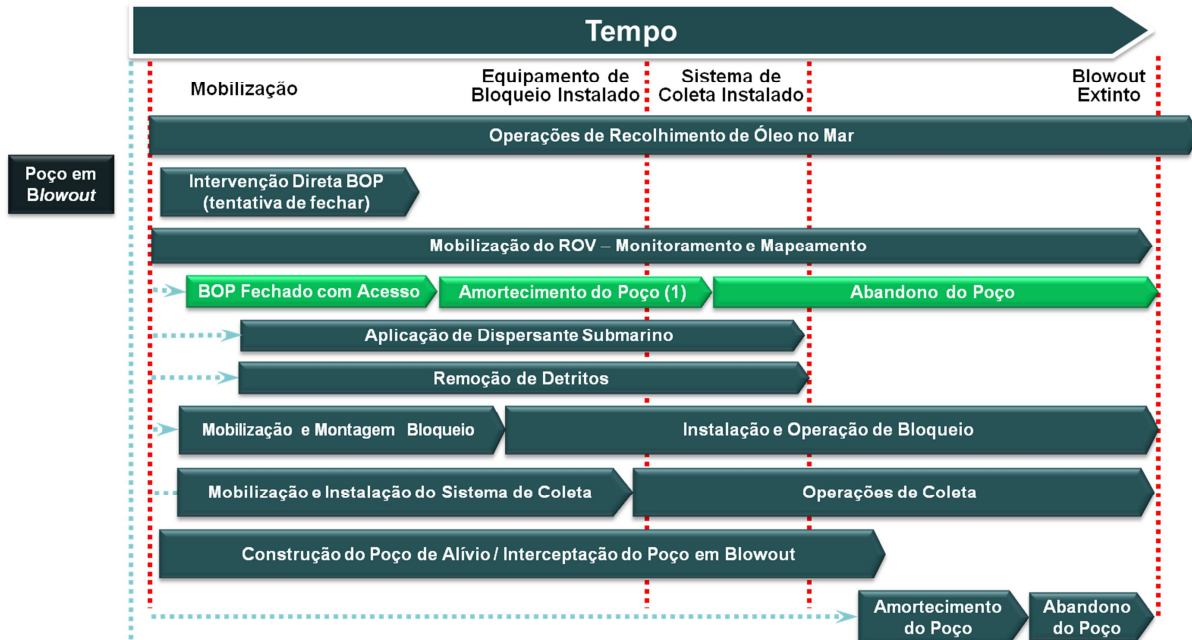 Tempo
Mobilização
Equipamento de
Bloqueio Instalado
Sistema de
Coleta Instalado
Blowout
Extinto
Operações de Recolhimento de Óleo no Mar
Poço em
Blowout
Intervenção Direta BOP
(tentativa de fechar)
Mobilização do ROV – Monitoramento e Mapeamento
BOP Fechado com Acesso
Amortecimento do Poço (1)
Abandono do Poço
Aplicação de Dispersante Submarino
Remoção de Detritos
Mobilização e Montagem Bloqueio
Instalação e Operação de Bloqueio
Mobilização e Instalação do Sistema de Coleta
Operações de Coleta
Construção do Poço de Alívio / Interceptação do Poço em Blowout
Amortecimento
do Poço
Abandono
do Poço